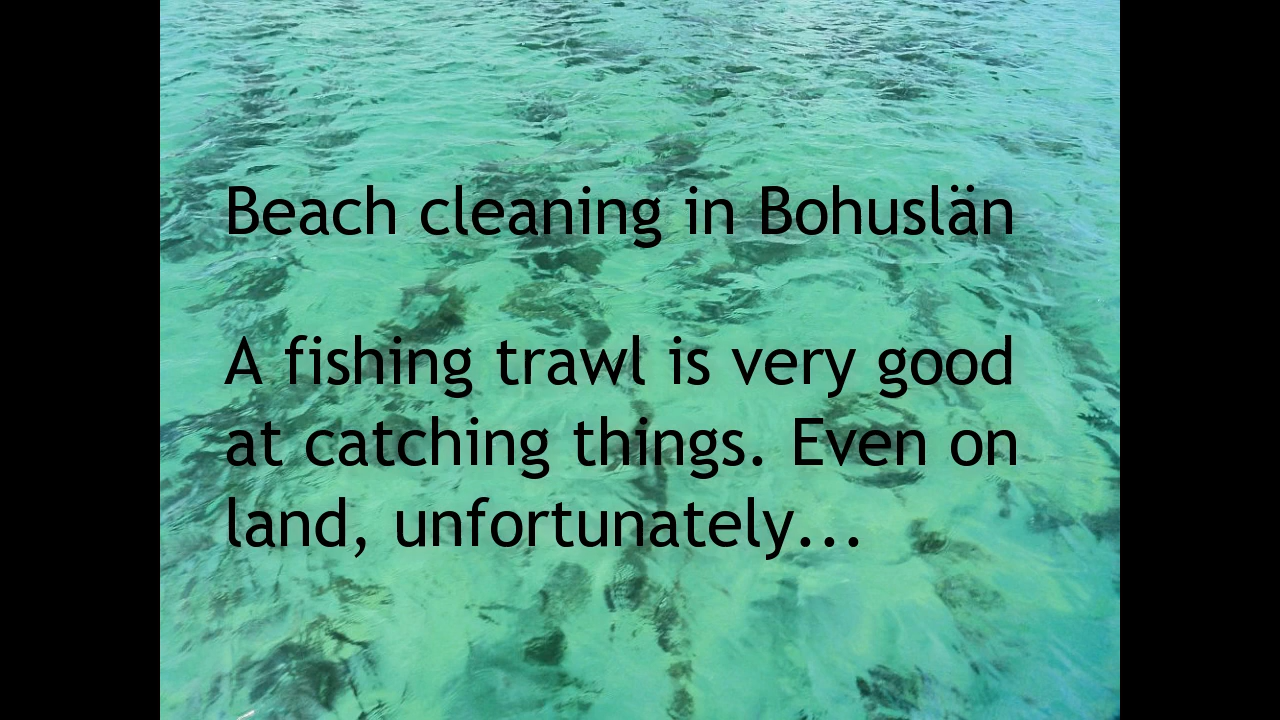 Beach cleaning in Bohuslän
A fishing trawl is very good
at catching things. Even on
land, unfortunately...